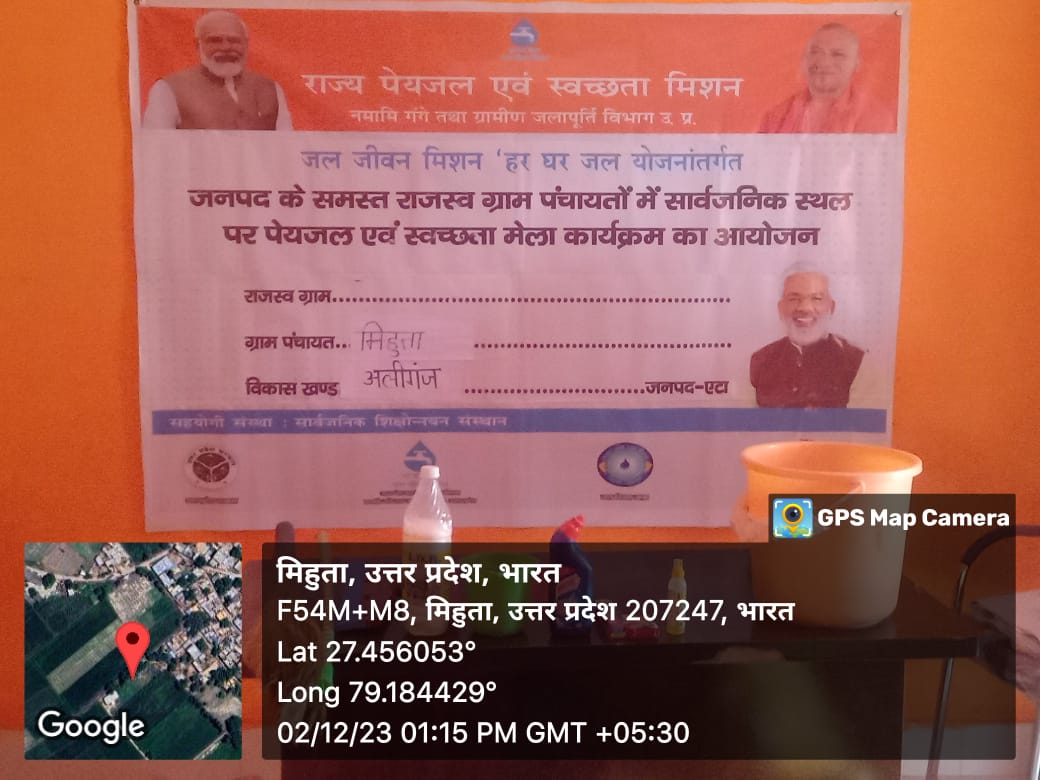 राज्य पेयजल एवं स्वच्छता मिशन
नमामि गंगे तथा ग्रामीण जलापूर्ति विभाग उ. प्र.
जल जीवन मिशन 'हर घर जल योजनांतर्गत
जनपद के समस्त राजस्व ग्राम पंचायतों में सार्वजनिक स्थल
पर पेयजल एवं स्वच्छता मेला कार्यक्रम का आयोजन
राजस्व ग्राम..........................................................
ग्राम पंचायत.. मिहुता ......................................
विकास खण्ड अलीगंज ...........................जनपद-एटा
सहयोगी संस्था : सार्वजनिक शिक्षोन्नयन संस्थान
GPS Map Camera
मिहुता, उत्तर प्रदेश, भारत
F54M+M8, मिहुता, उत्तर प्रदेश 207247, भारत
Lat 27.456053°
Long 79.184429°
02/12/23 01:15 PM GMT +05:30
Google